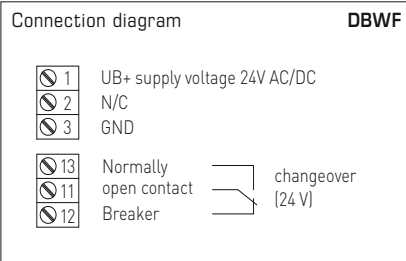 Connection diagram DBWF
1 UB+ supply voltage 24V AC/DC
2 N/C
3 GND
13 Normally
11 open contact
12 Breaker
changeover
(24 V)